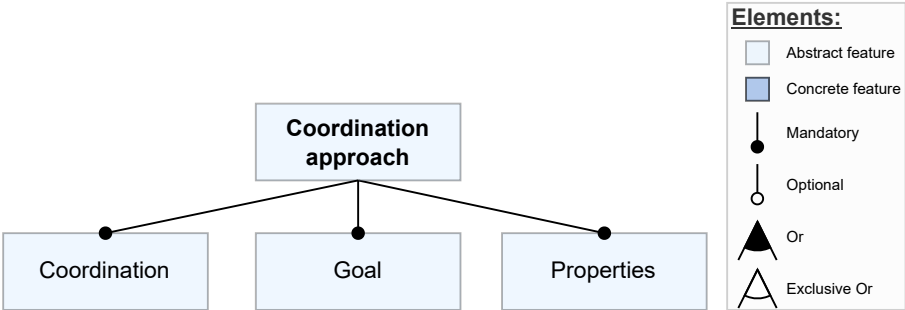 Coordination
approach
Coordination
Goal
Properties
Elements:
Abstract feature
Concrete feature
Mandatory
Optional
Or
Exclusive Or